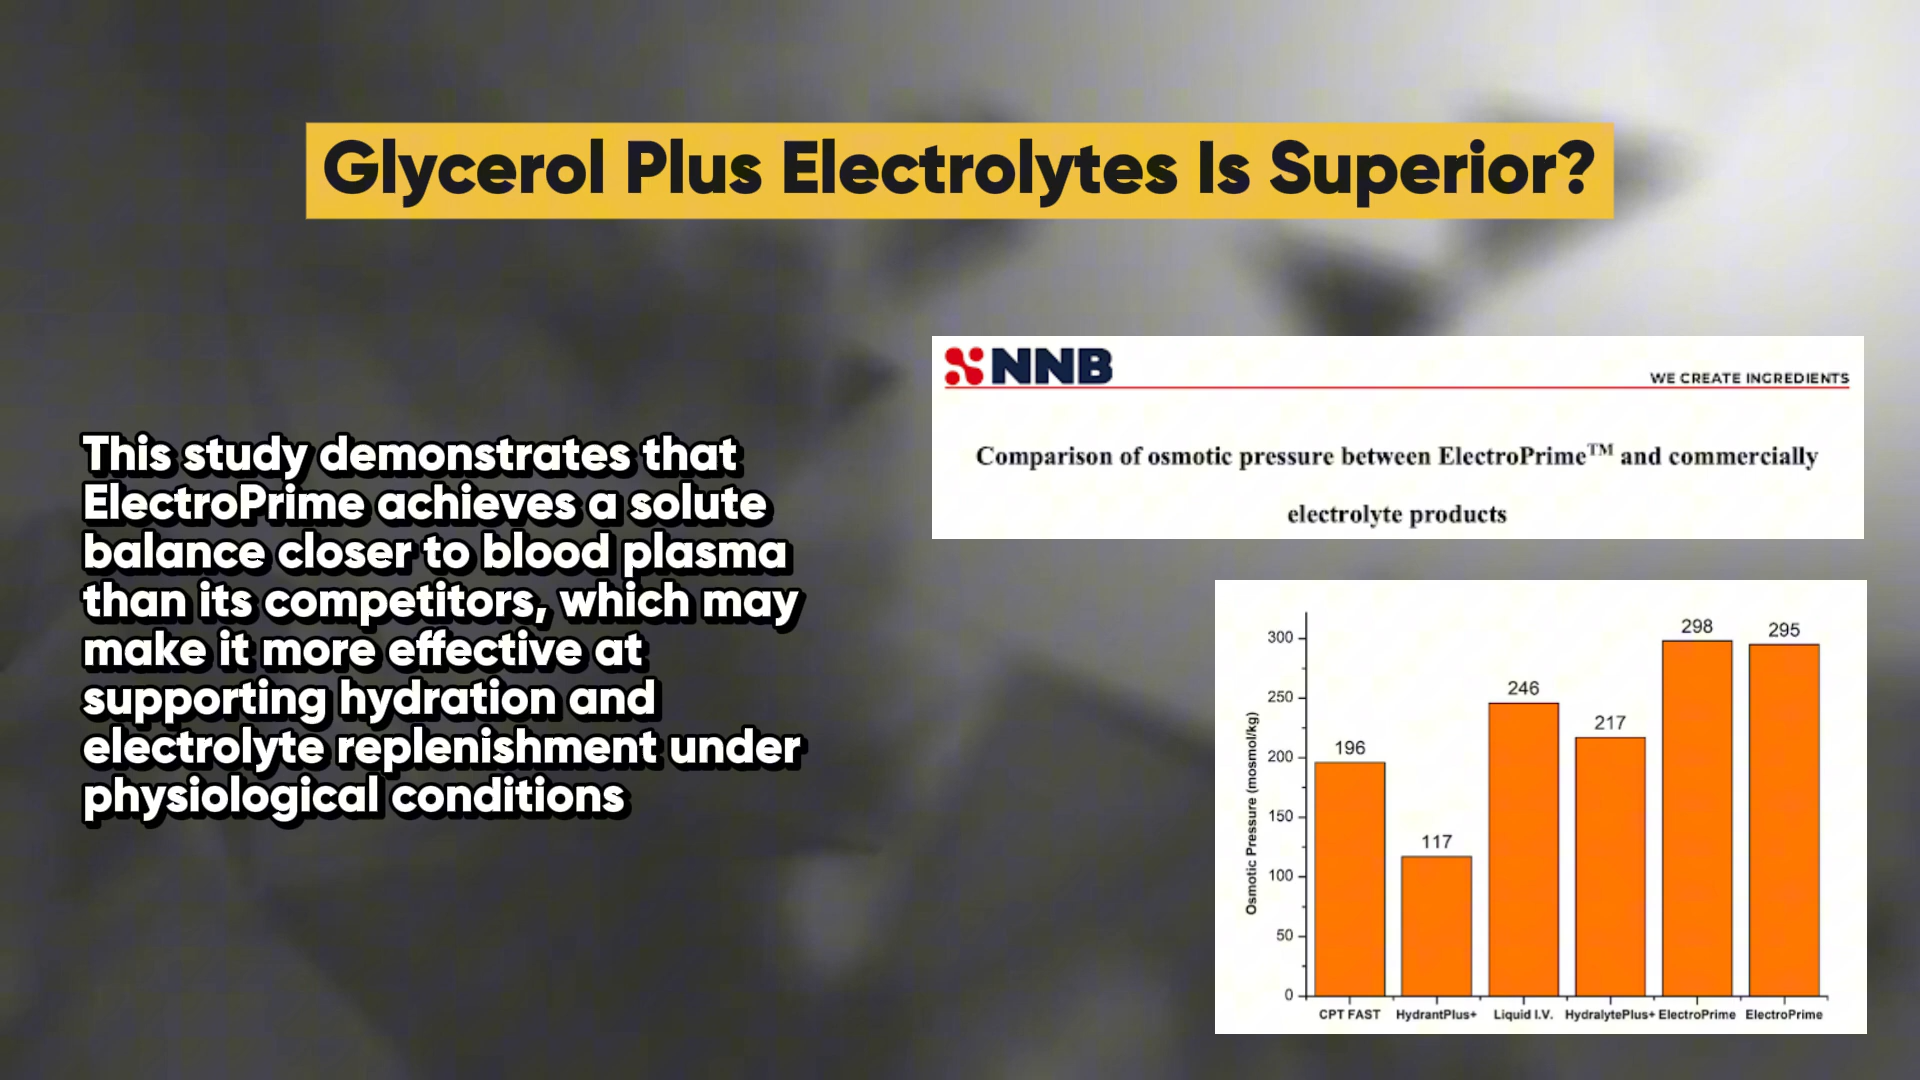 Glycerol Plus Electrolytes Is Superior?
This study demonstrates that
ElectroPrime achieves a solute
balance closer to blood plasma
than its competitors, which may
make it more effective at
supporting hydration and
electrolyte replenishment under
physiological conditions
NNB
WE CREATE INGREDIENTS
Comparison of osmotic pressure between ElectroPrime™ and commercially
electrolyte products
Osmotic Pressure (mosmol/kg)
300
250
200
150
100
50
0
196
117
246
217
298
295
CPT FAST
HydrantPlus+
Liquid I.V.
HydralytePlus+
ElectroPrime
ElectroPrime